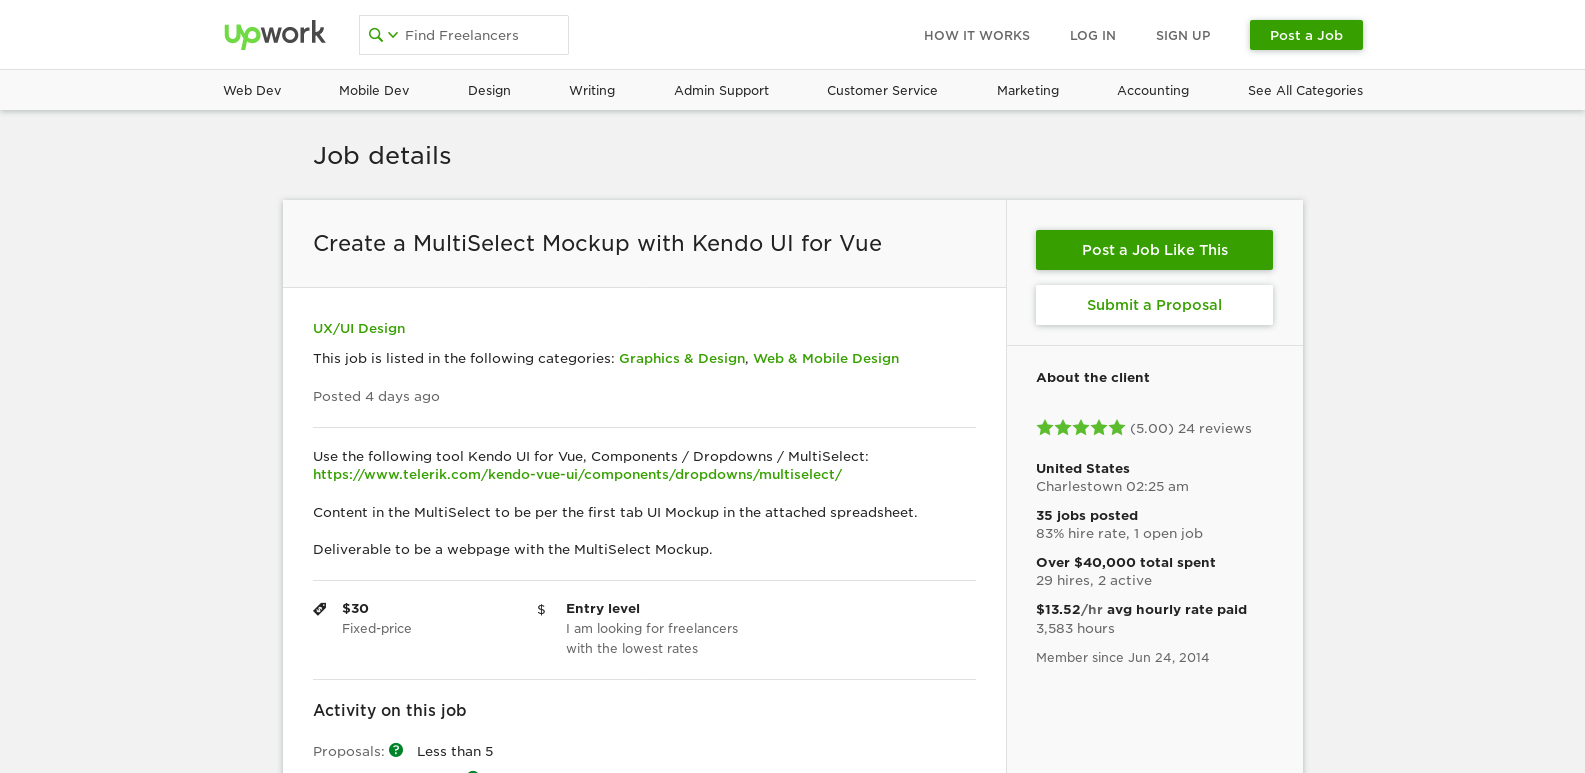 upwork
Find Freelancers
HOW IT WORKS
LOG IN
SIGN UP
Post a Job
Web Dev
Mobile Dev
Design
Writing
Admin Support
Customer Service
Marketing
Accounting
See All Categories
Job details
Create a MultiSelect Mockup with Kendo UI for Vue
UX/UI Design
This job is listed in the following categories: Graphics & Design, Web & Mobile Design
Posted 4 days ago
Use the following tool Kendo UI for Vue, Components / Dropdowns / MultiSelect:
https://www.telerik.com/kendo-vue-ui/components/dropdowns/multiselect/
Content in the MultiSelect to be per the first tab UI Mockup in the attached spreadsheet.
Deliverable to be a webpage with the MultiSelect Mockup.
$30
Fixed-price
$ Entry level
I am looking for freelancers
with the lowest rates
Activity on this job
Proposals: ? Less than 5
Post a Job Like This
Submit a Proposal
About the client
(5.00) 24 reviews
United States
Charlestown 02:25 am
35 jobs posted
83% hire rate, 1 open job
Over $40,000 total spent
29 hires, 2 active
$13.52/hr avg hourly rate paid
3,583 hours
Member since Jun 24, 2014